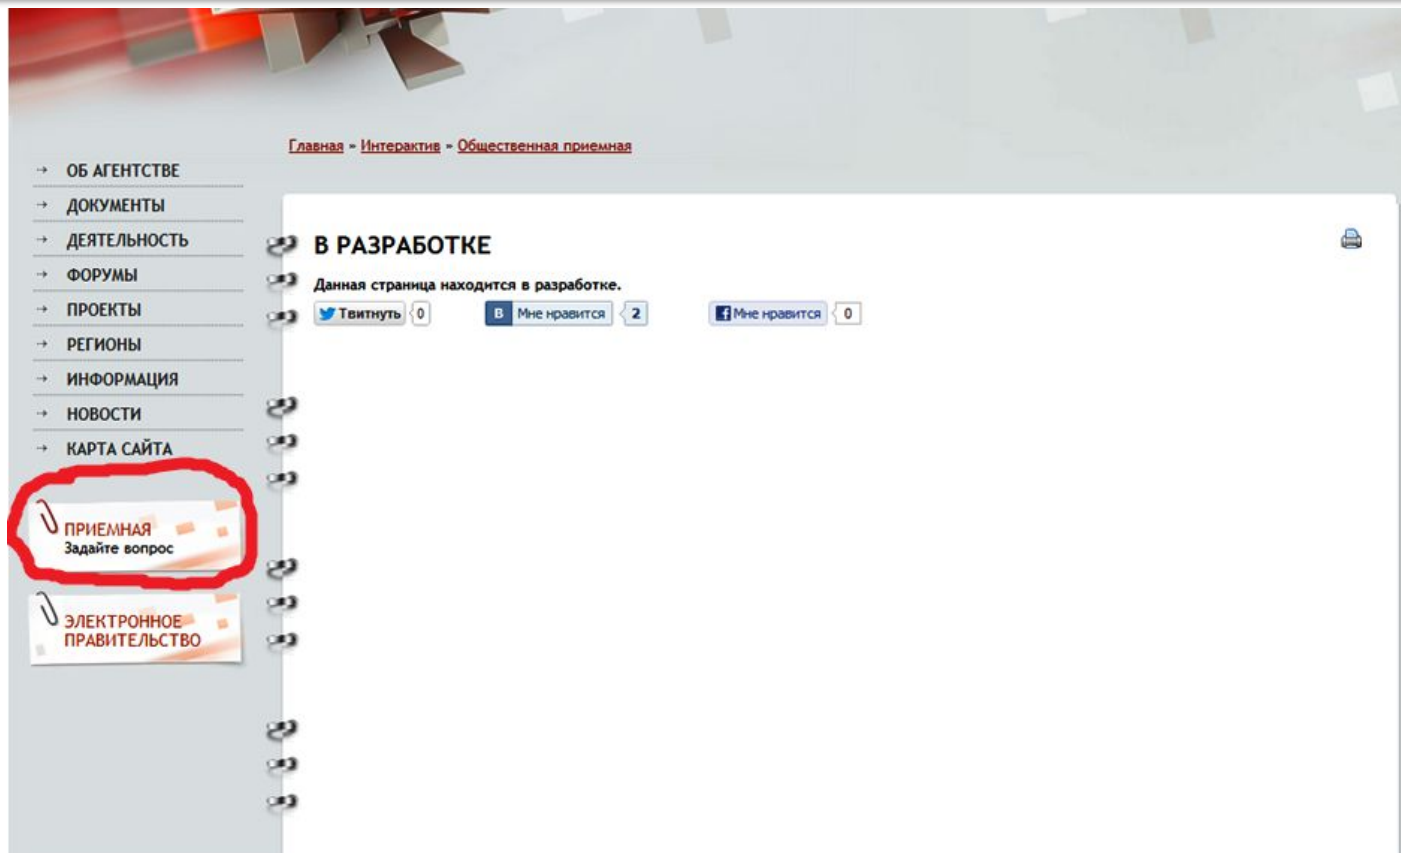 Главная » Интерактив » Общественная приемная
ОБ АГЕНТСТВЕ
ДОКУМЕНТЫ
ДЕЯТЕЛЬНОСТЬ
ФОРУМЫ
ПРОЕКТЫ
РЕГИОНЫ
ИНФОРМАЦИЯ
НОВОСТИ
КАРТА САЙТА
ПРИЕМНАЯ
Задайте вопрос
ЭЛЕКТРОННОЕ
ПРАВИТЕЛЬСТВО
В РАЗРАБОТКЕ
Данная страница находится в разработке.
Твитнуть 0 В Мне нравится 2 f Мне нравится 0